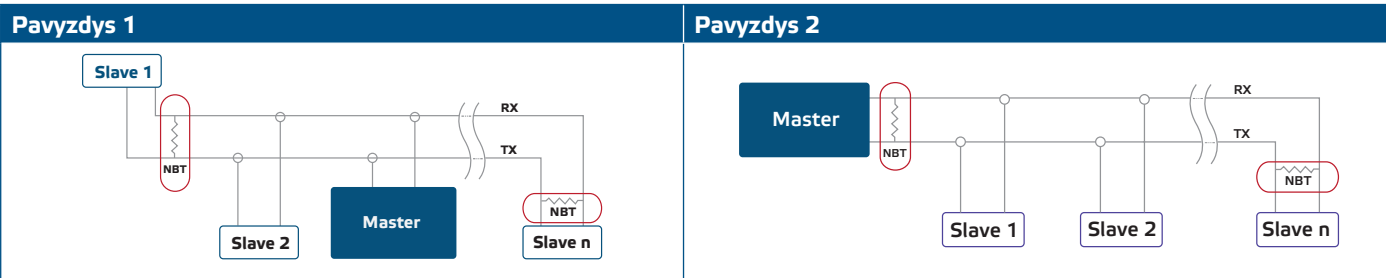 Pavyzdys 1
Slave 1
RX
TX
NBT
NBT
Master
Slave 2
Slave n
Pavyzdys 2
RX
Master
TX
NBT
NBT
Slave 1
Slave 2
Slave n